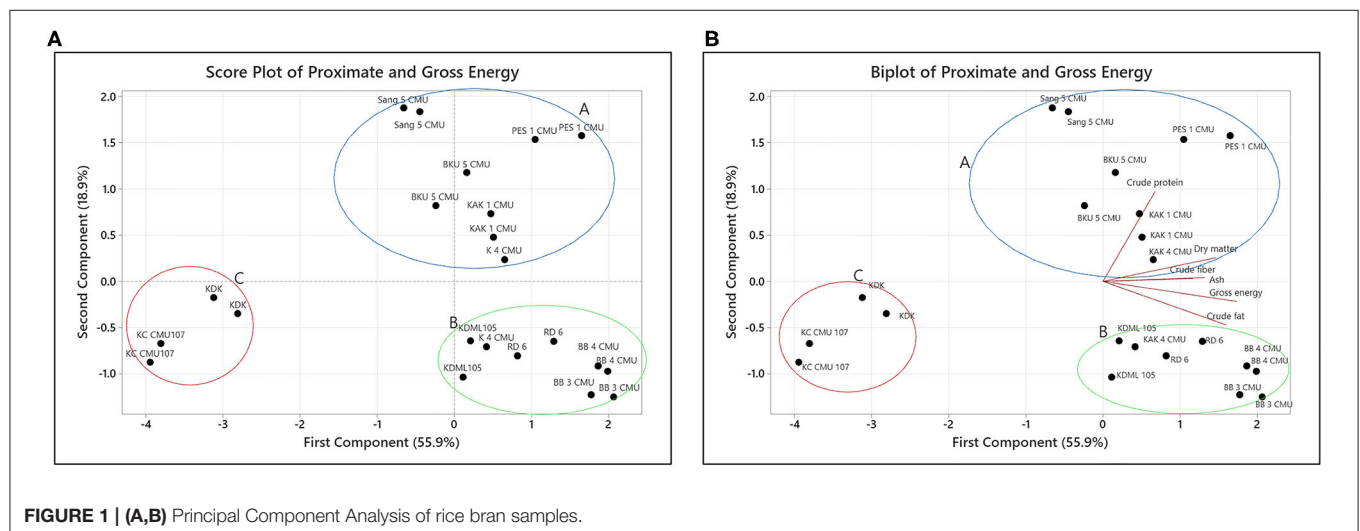 A
Score Plot of Proximate and Gross Energy
Second Component (18.9%)
2.0
1.5
1.0
0.5
0.0
-0.5
-1.0
Sang 5 CMU
Sang 5 CMU
A
PES 1 CMU
PES 1 CMU
BKU 5 CMU
BKU 5 CMU
KAK 1 CMU
KAK 1 CMU
K 4 CMU
C
KDK
KDK
KC CMU107
KC CMU107
B
KDML105
K 4 CMU
RD 6
RD 6
KDML105
BB 4 CMU
BB 4 CMU
BB 3 CMU
BB 3 CMU
-4 -3 -2 -1 0 1 2
First Component (55.9%)
B
Biplot of Proximate and Gross Energy
Second Component (18.9%)
2.0
1.5
1.0
0.5
0.0
-0.5
-1.0
Sang 5 CMU
Sang 5 CMU
A
PES 1 CMU
PES 1 CMU
BKU 5 CMU
Crude protein
BKU 5 CMU
KAK 1 CMU
KAK 1 CMU
KAK 4 CMU
Dry matter
Crude fiber
Ash
Gross energy
Crude fat
C
KDK
KDK
KC CMU 107
KC CMU 107
B
KDML 105
KAK 4 CMU
RD 6
RD 6
KDML 105
BB 4 CMU
BB 4 CMU
BB 3 CMU
BB 3 CMU
-4 -3 -2 -1 0 1 2
First Component (55.9%)
FIGURE 1 | (A,B) Principal Component Analysis of rice bran samples.